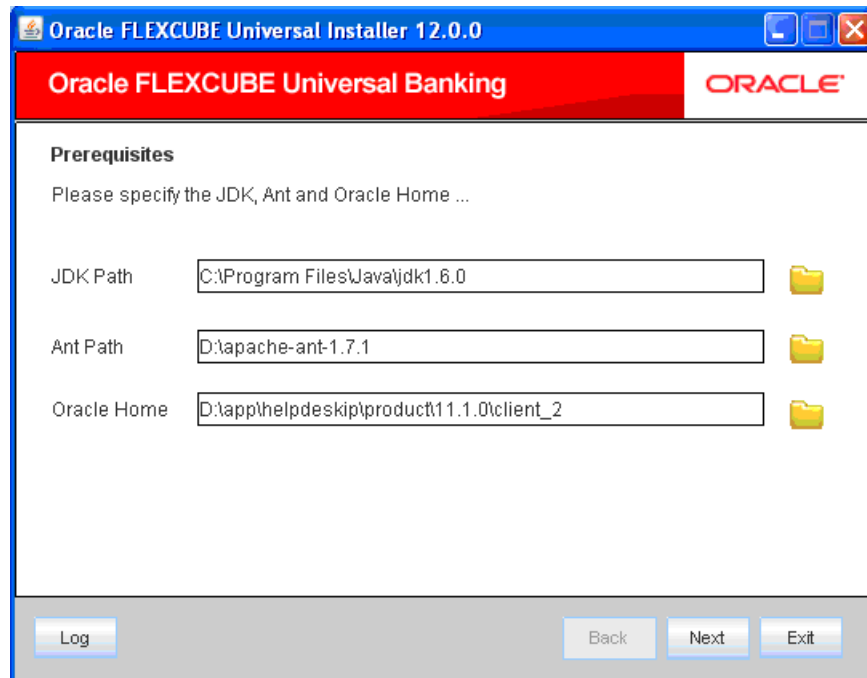 Oracle FLEXCUBE Universal Installer 12.0.0
Oracle FLEXCUBE Universal Banking
ORACLE
Prerequisites
Please specify the JDK, Ant and Oracle Home ...
JDK Path C:\Program Files\Java\jdk1.6.0
Ant Path D:\apache-ant-1.7.1
Oracle Home D:\app\helpdeskip\product\11.1.0\client_2
Log Back Next Exit